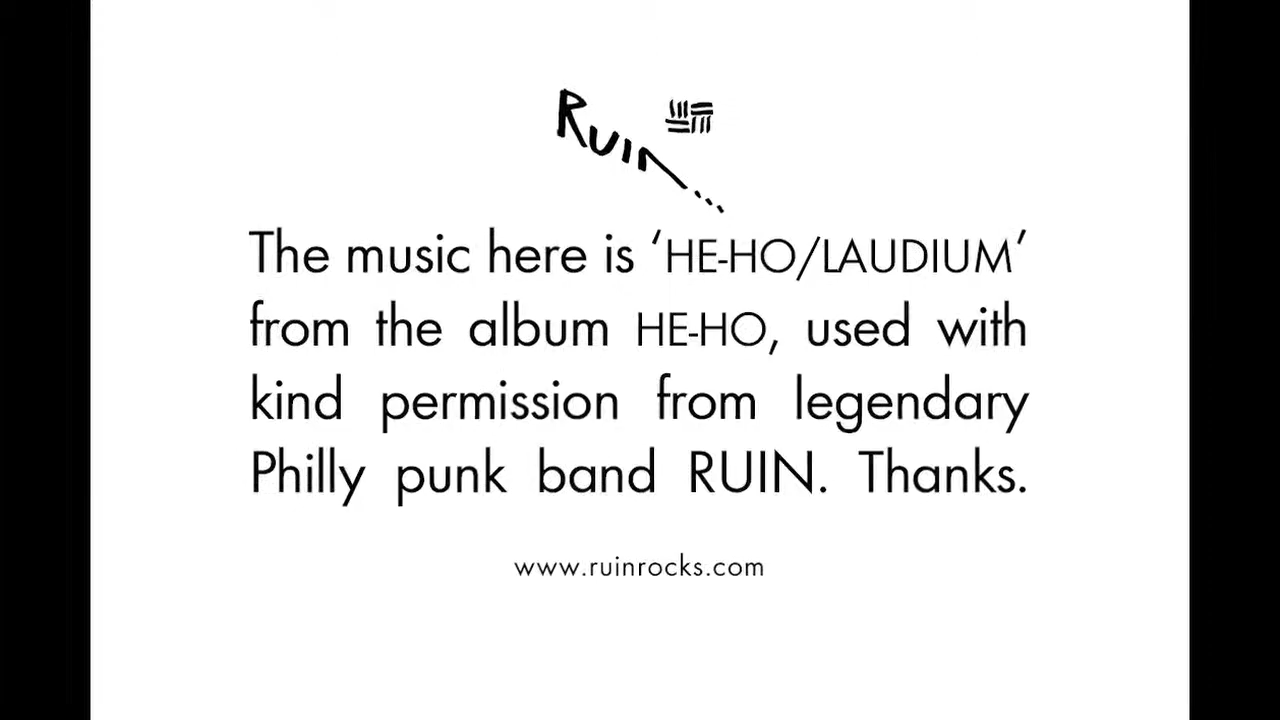 RUIN...
The music here is ‘HE-HO/LAUDIUM’
from the album HE-HO, used with
kind permission from legendary
Philly punk band RUIN. Thanks.
www.ruinrocks.com